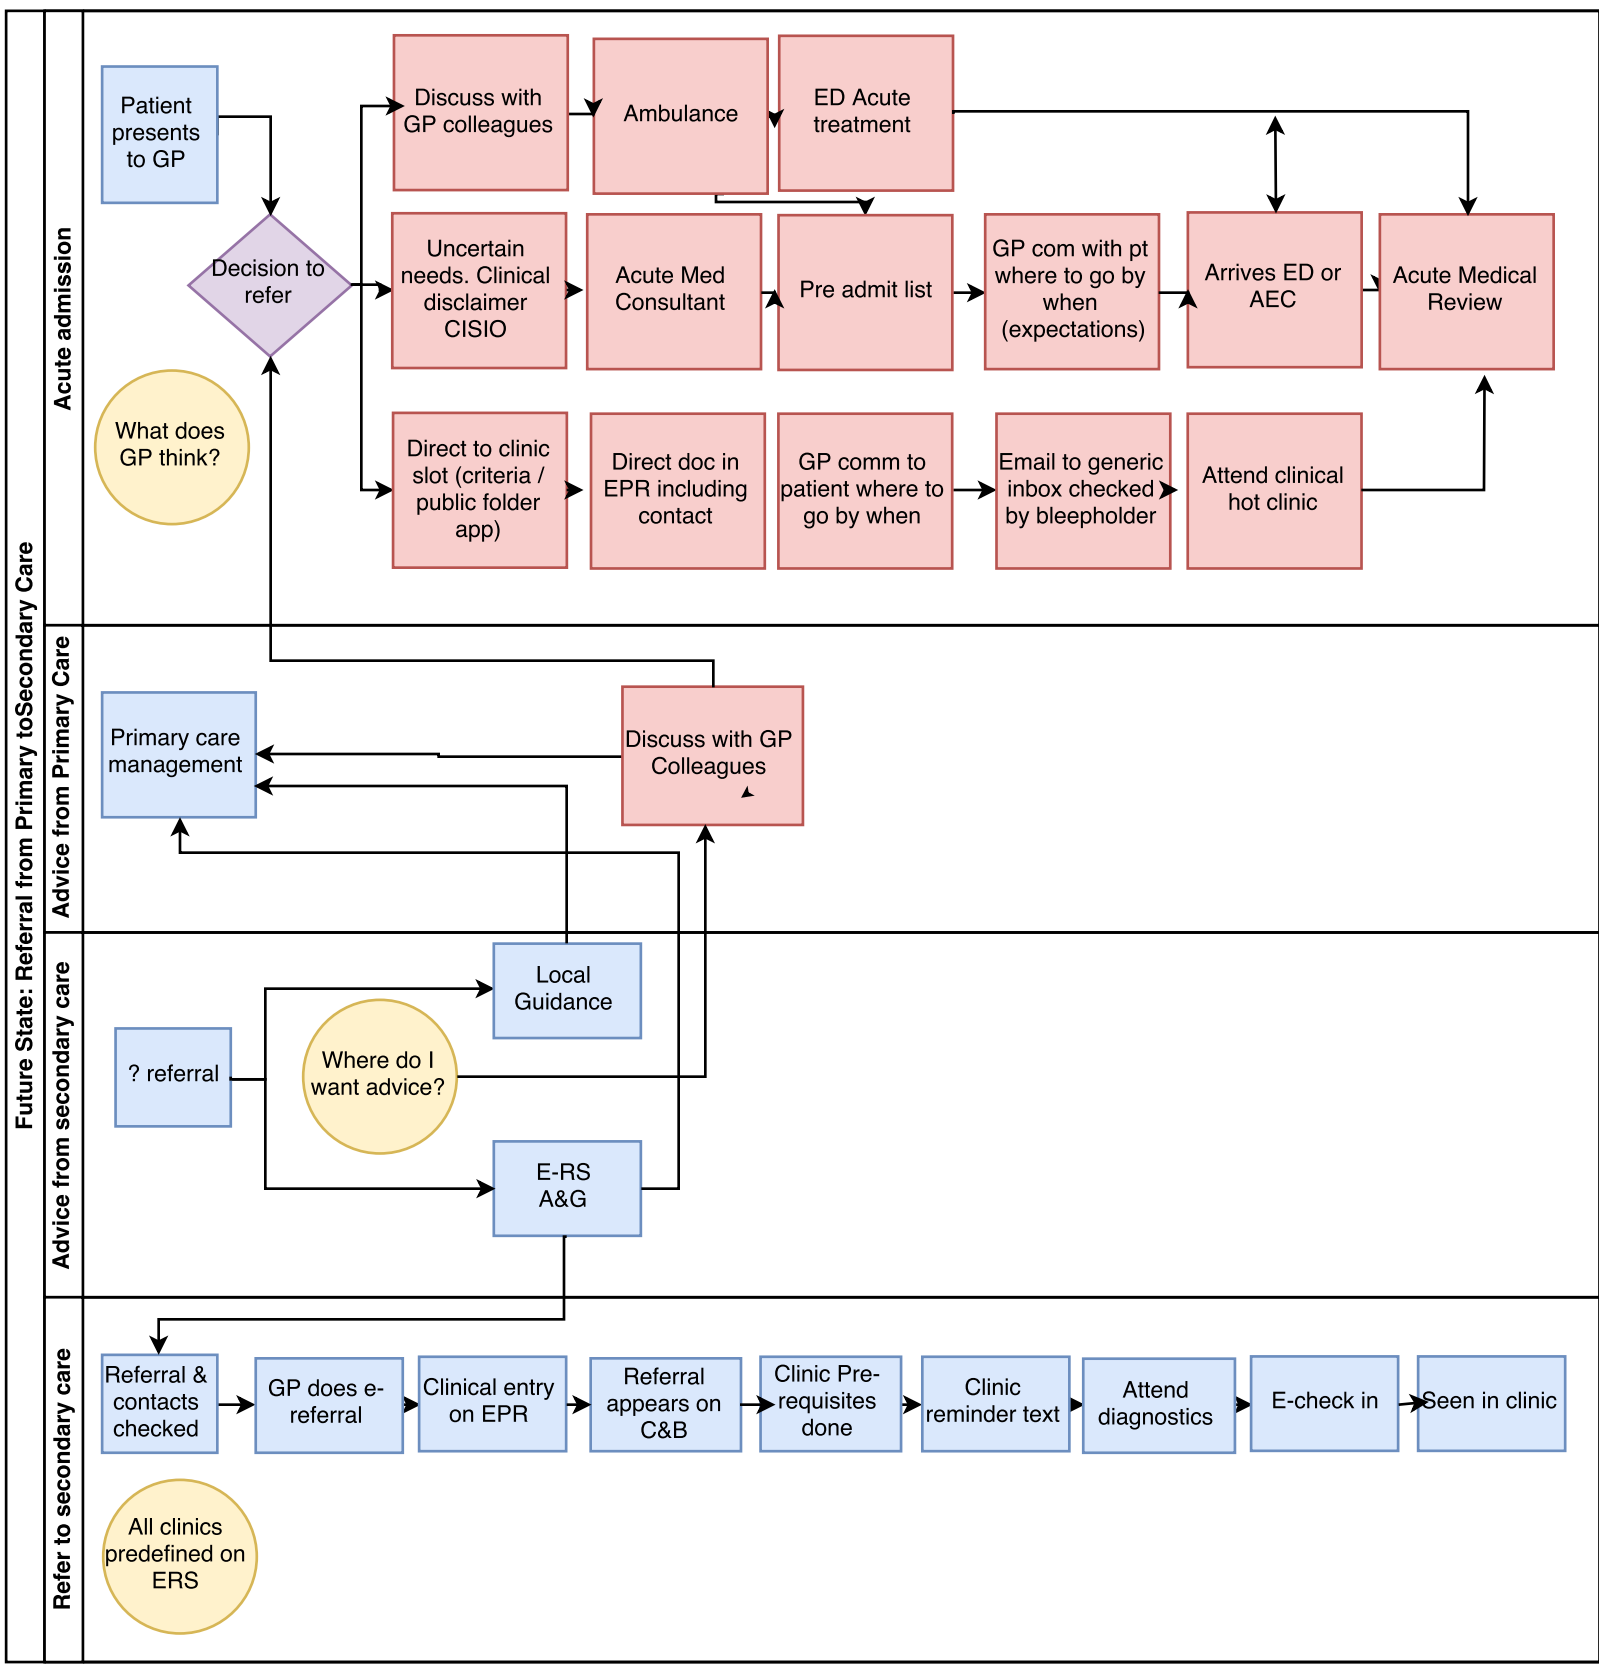 Future State: Referral from Primary toSecondary Care
Acute admission
Patient
presents
to GP
Decision to
refer
What does
GP think?
Discuss with
GP colleagues
Ambulance
ED Acute
treatment
Uncertain
needs. Clinical
disclaimer
CISIO
Acute Med
Consultant
Pre admit list
GP com with pt
where to go by
when
(expectations)
Arrives ED or
AEC
Acute Medical
Review
Direct to clinic
slot (criteria /
public folder
app)
Direct doc in
EPR including
contact
GP comm to
patient where to
go by when
Email to generic
inbox checked
by bleepholder
Attend clinical
hot clinic
Advice from Primary Care
Primary care
management
Discuss with GP
Colleagues
Advice from secondary care
? referral
Local
Guidance
Where do I
want advice?
E-RS
A&G
Refer to secondary care
Referral &
contacts
checked
GP does e-
referral
Clinical entry
on EPR
Referral
appears on
C&B
Clinic Pre-
requisites
done
Clinic
reminder text
Attend
diagnostics
E-check in
Seen in clinic
All clinics
predefined on
ERS